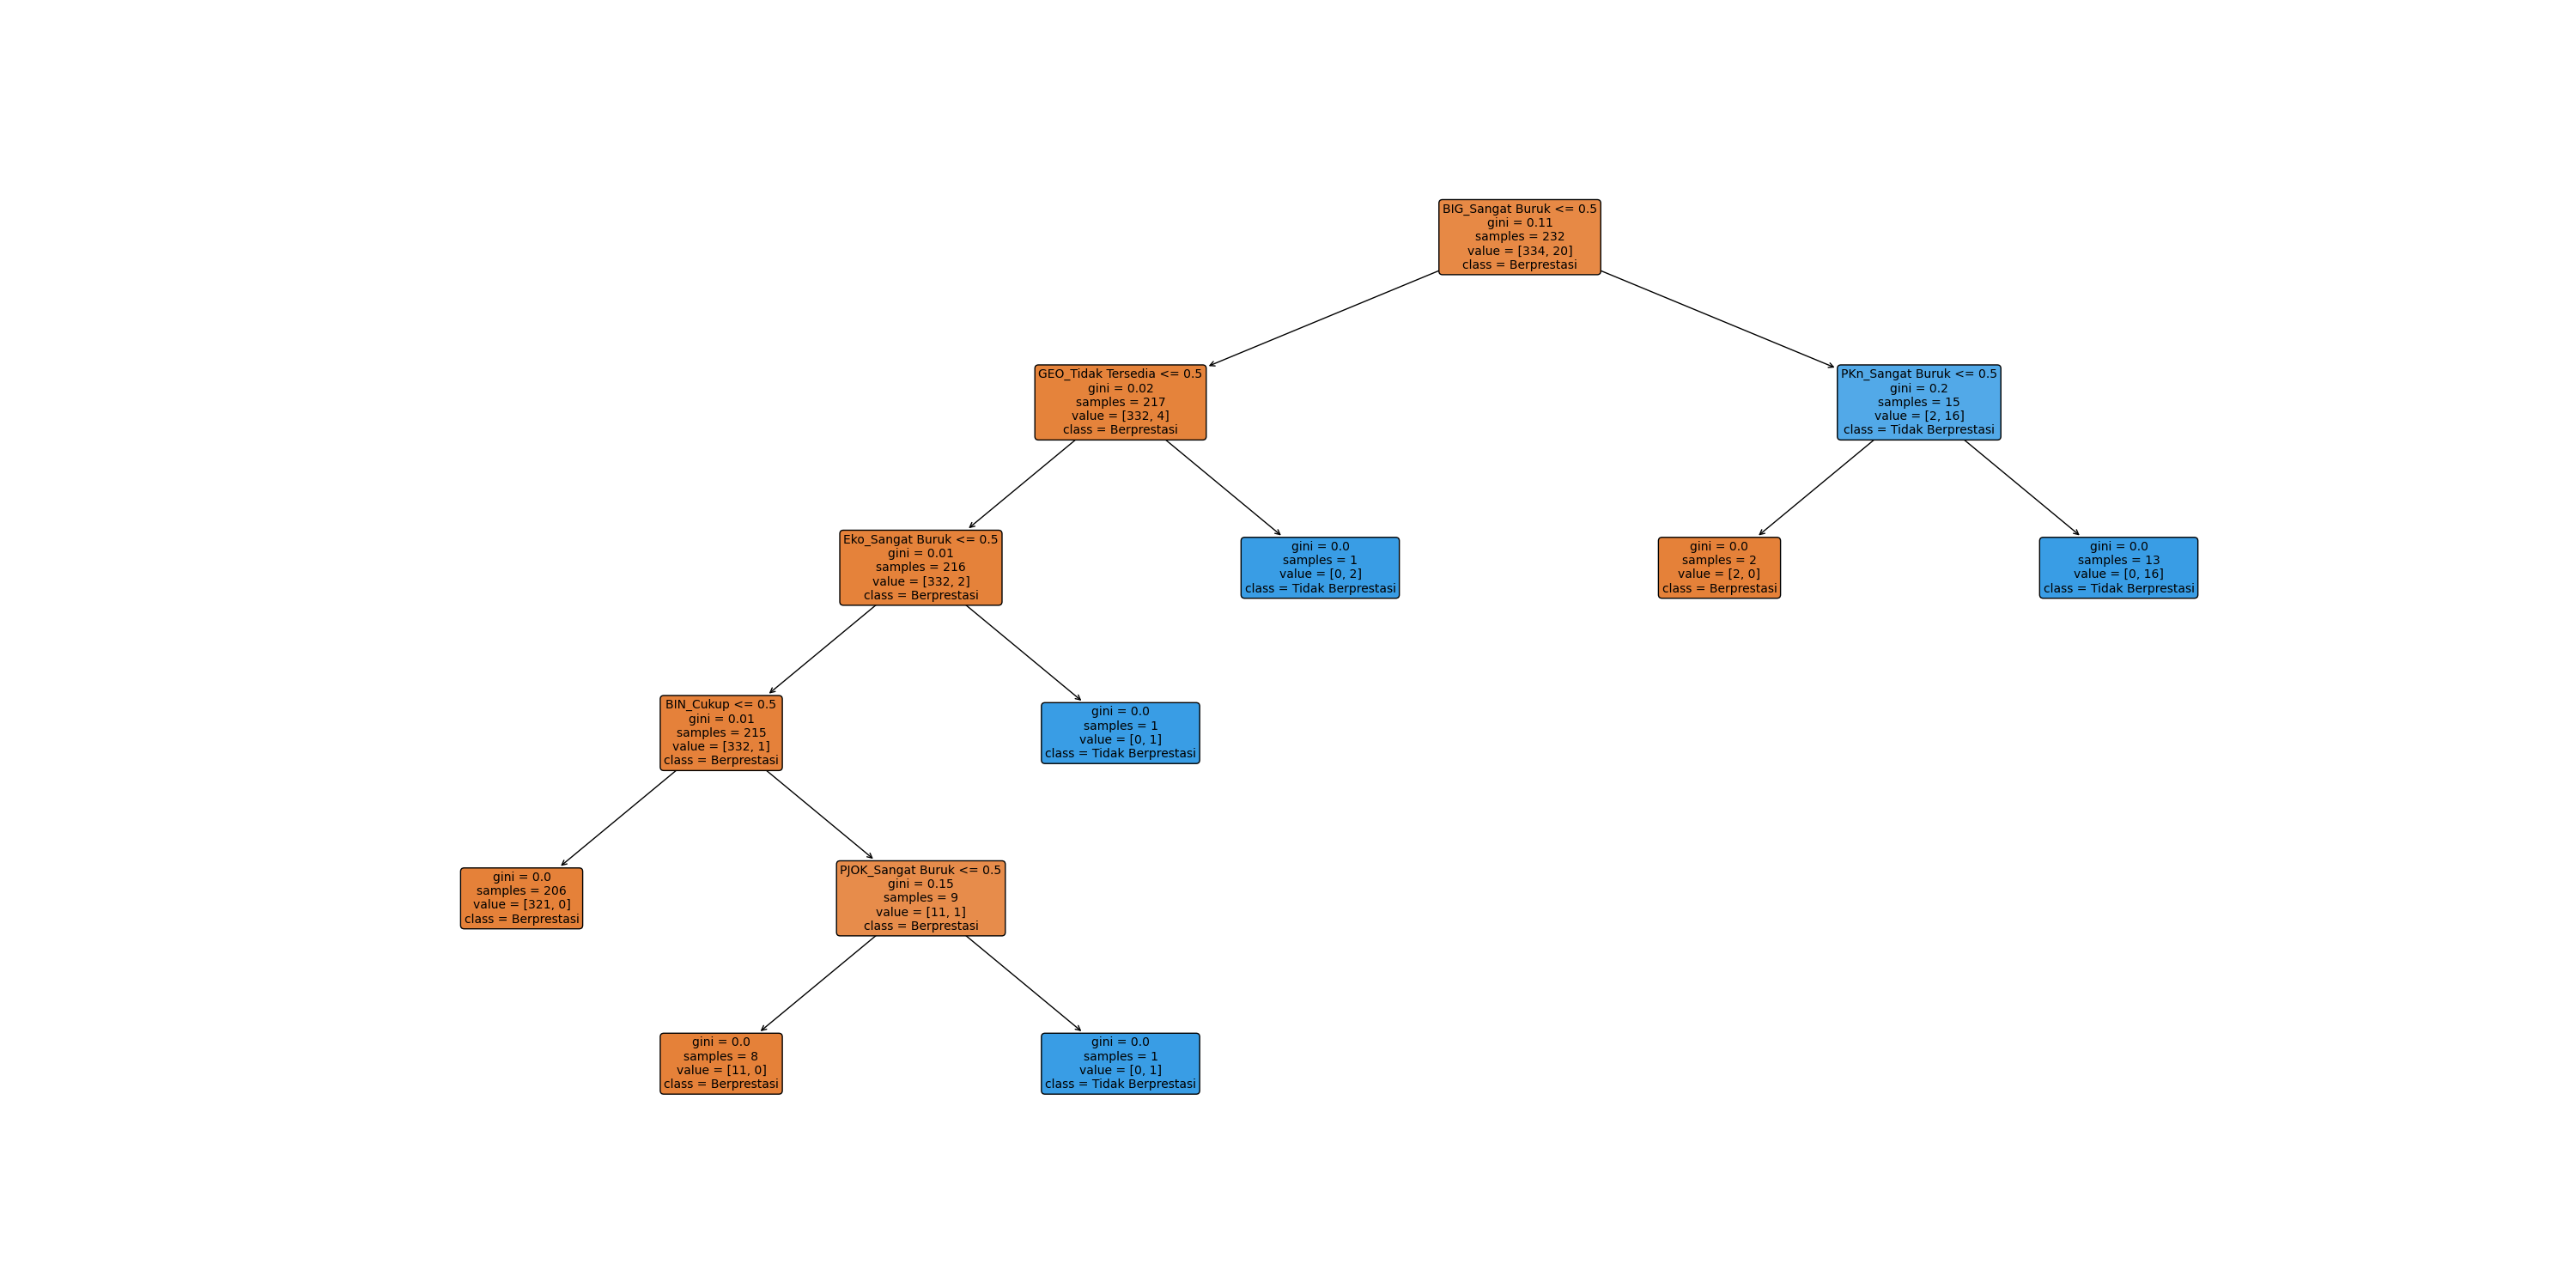 BIG_Sangat Buruk <= 0.5
gini = 0.11
samples = 232
value = [334, 20]
class = Berprestasi
GEO_Tidak Tersedia <= 0.5
gini = 0.02
samples = 217
value = [332, 4]
class = Berprestasi
PKn_Sangat Buruk <= 0.5
gini = 0.2
samples = 15
value = [2, 16]
class = Tidak Berprestasi
Eko_Sangat Buruk <= 0.5
gini = 0.01
samples = 216
value = [332, 2]
class = Berprestasi
gini = 0.0
samples = 1
value = [0, 2]
class = Tidak Berprestasi
gini = 0.0
samples = 2
value = [2, 0]
class = Berprestasi
gini = 0.0
samples = 13
value = [0, 16]
class = Tidak Berprestasi
BIN_Cukup <= 0.5
gini = 0.01
samples = 215
value = [332, 1]
class = Berprestasi
gini = 0.0
samples = 1
value = [0, 1]
class = Tidak Berprestasi
gini = 0.0
samples = 206
value = [321, 0]
class = Berprestasi
PJOK_Sangat Buruk <= 0.5
gini = 0.15
samples = 9
value = [11, 1]
class = Berprestasi
gini = 0.0
samples = 8
value = [11, 0]
class = Berprestasi
gini = 0.0
samples = 1
value = [0, 1]
class = Tidak Berprestasi